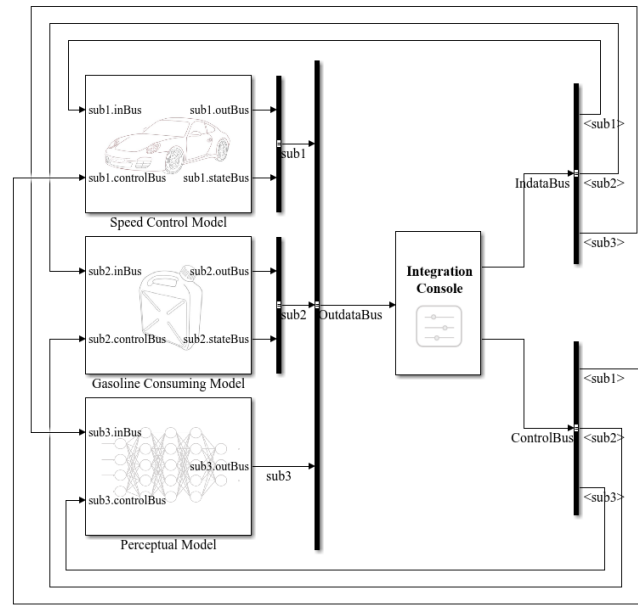 sub1.inBus
sub1.outBus
sub1.controlBus
sub1.stateBus
Speed Control Model
sub1
sub2.inBus
sub2.outBus
sub2.controlBus
sub2.stateBus
Gasoline Consuming Model
sub2
sub3.inBus
sub3.outBus
sub3.controlBus
Perceptual Model
sub3
OutdataBus
Integration
Console
IndataBus
<sub1>
<sub2>
<sub3>
ControlBus
<sub1>
<sub2>
<sub3>